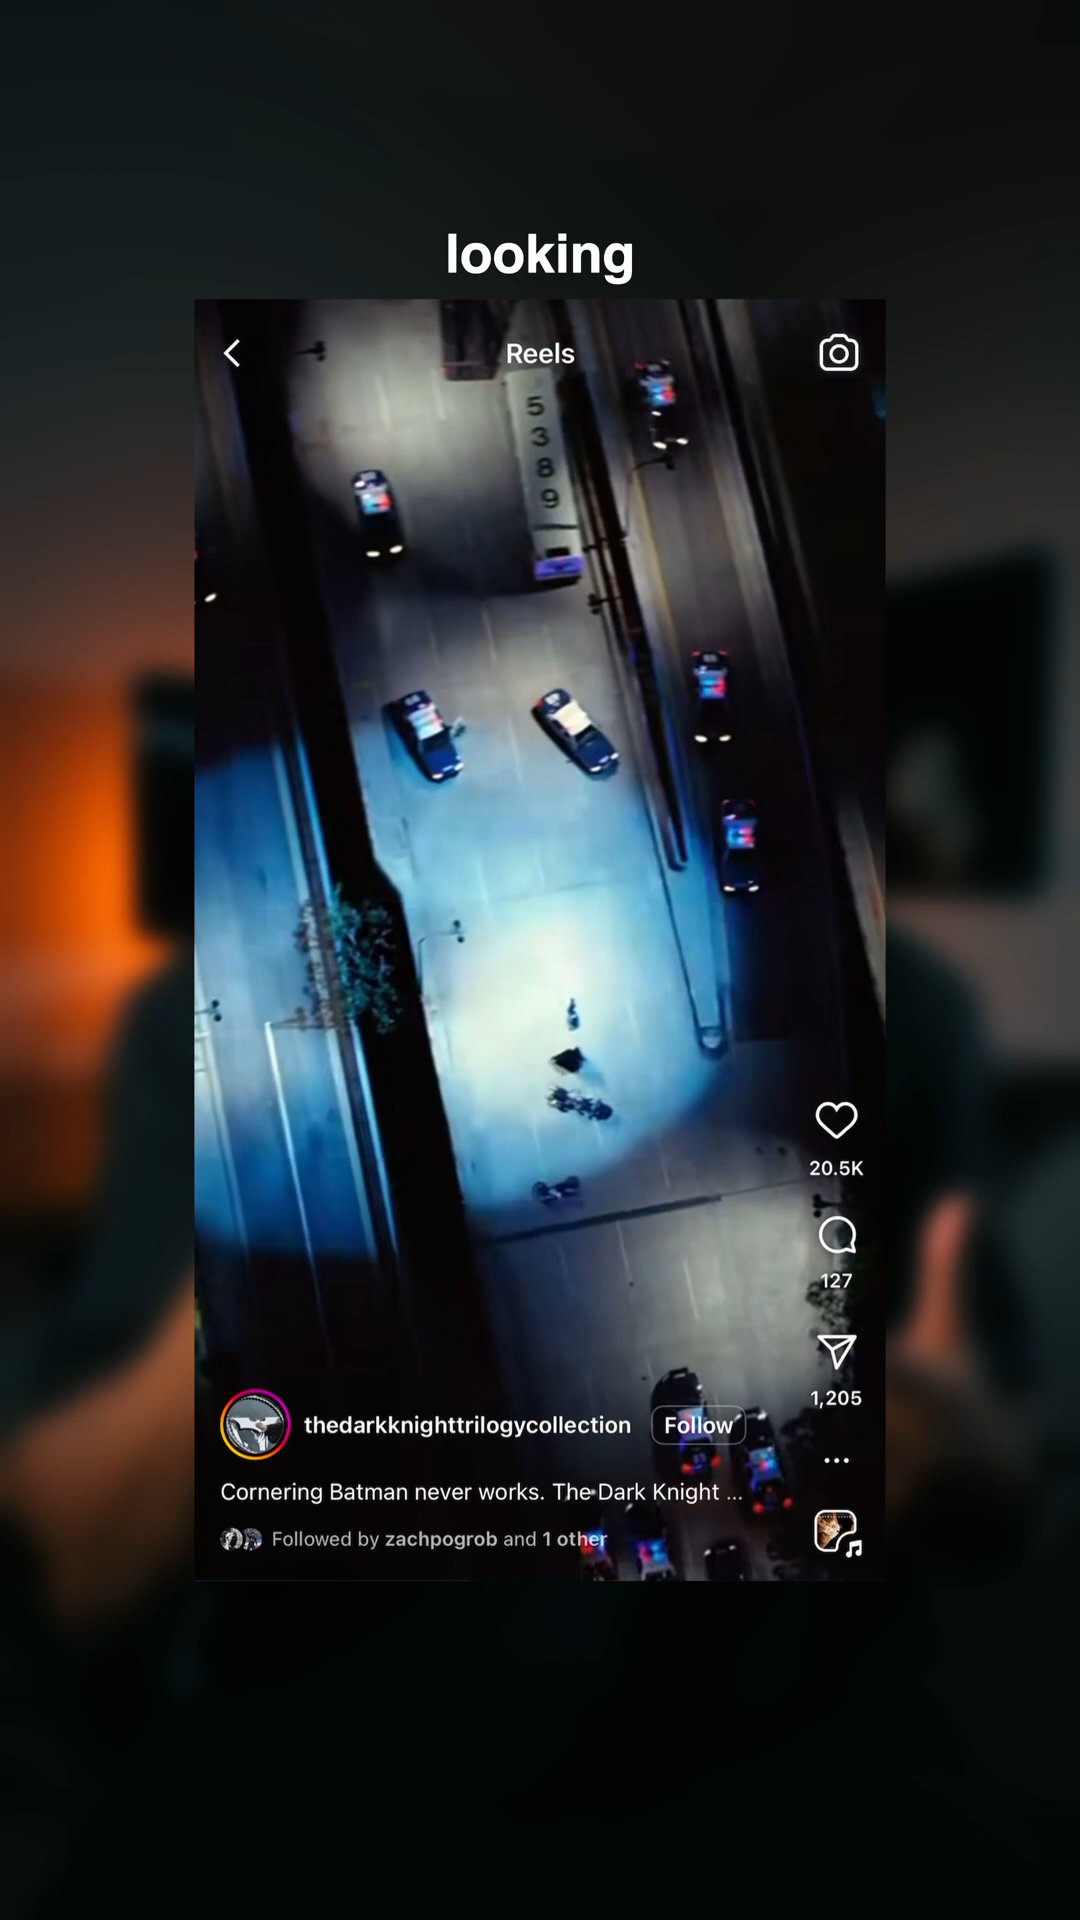 looking
Reels
5
3
8
9
20.5K
127
1,205
thedarkknighttrilogycollection
Follow
Cornering Batman never works. The Dark Knight ...
Followed by zachpogrob and 1 other